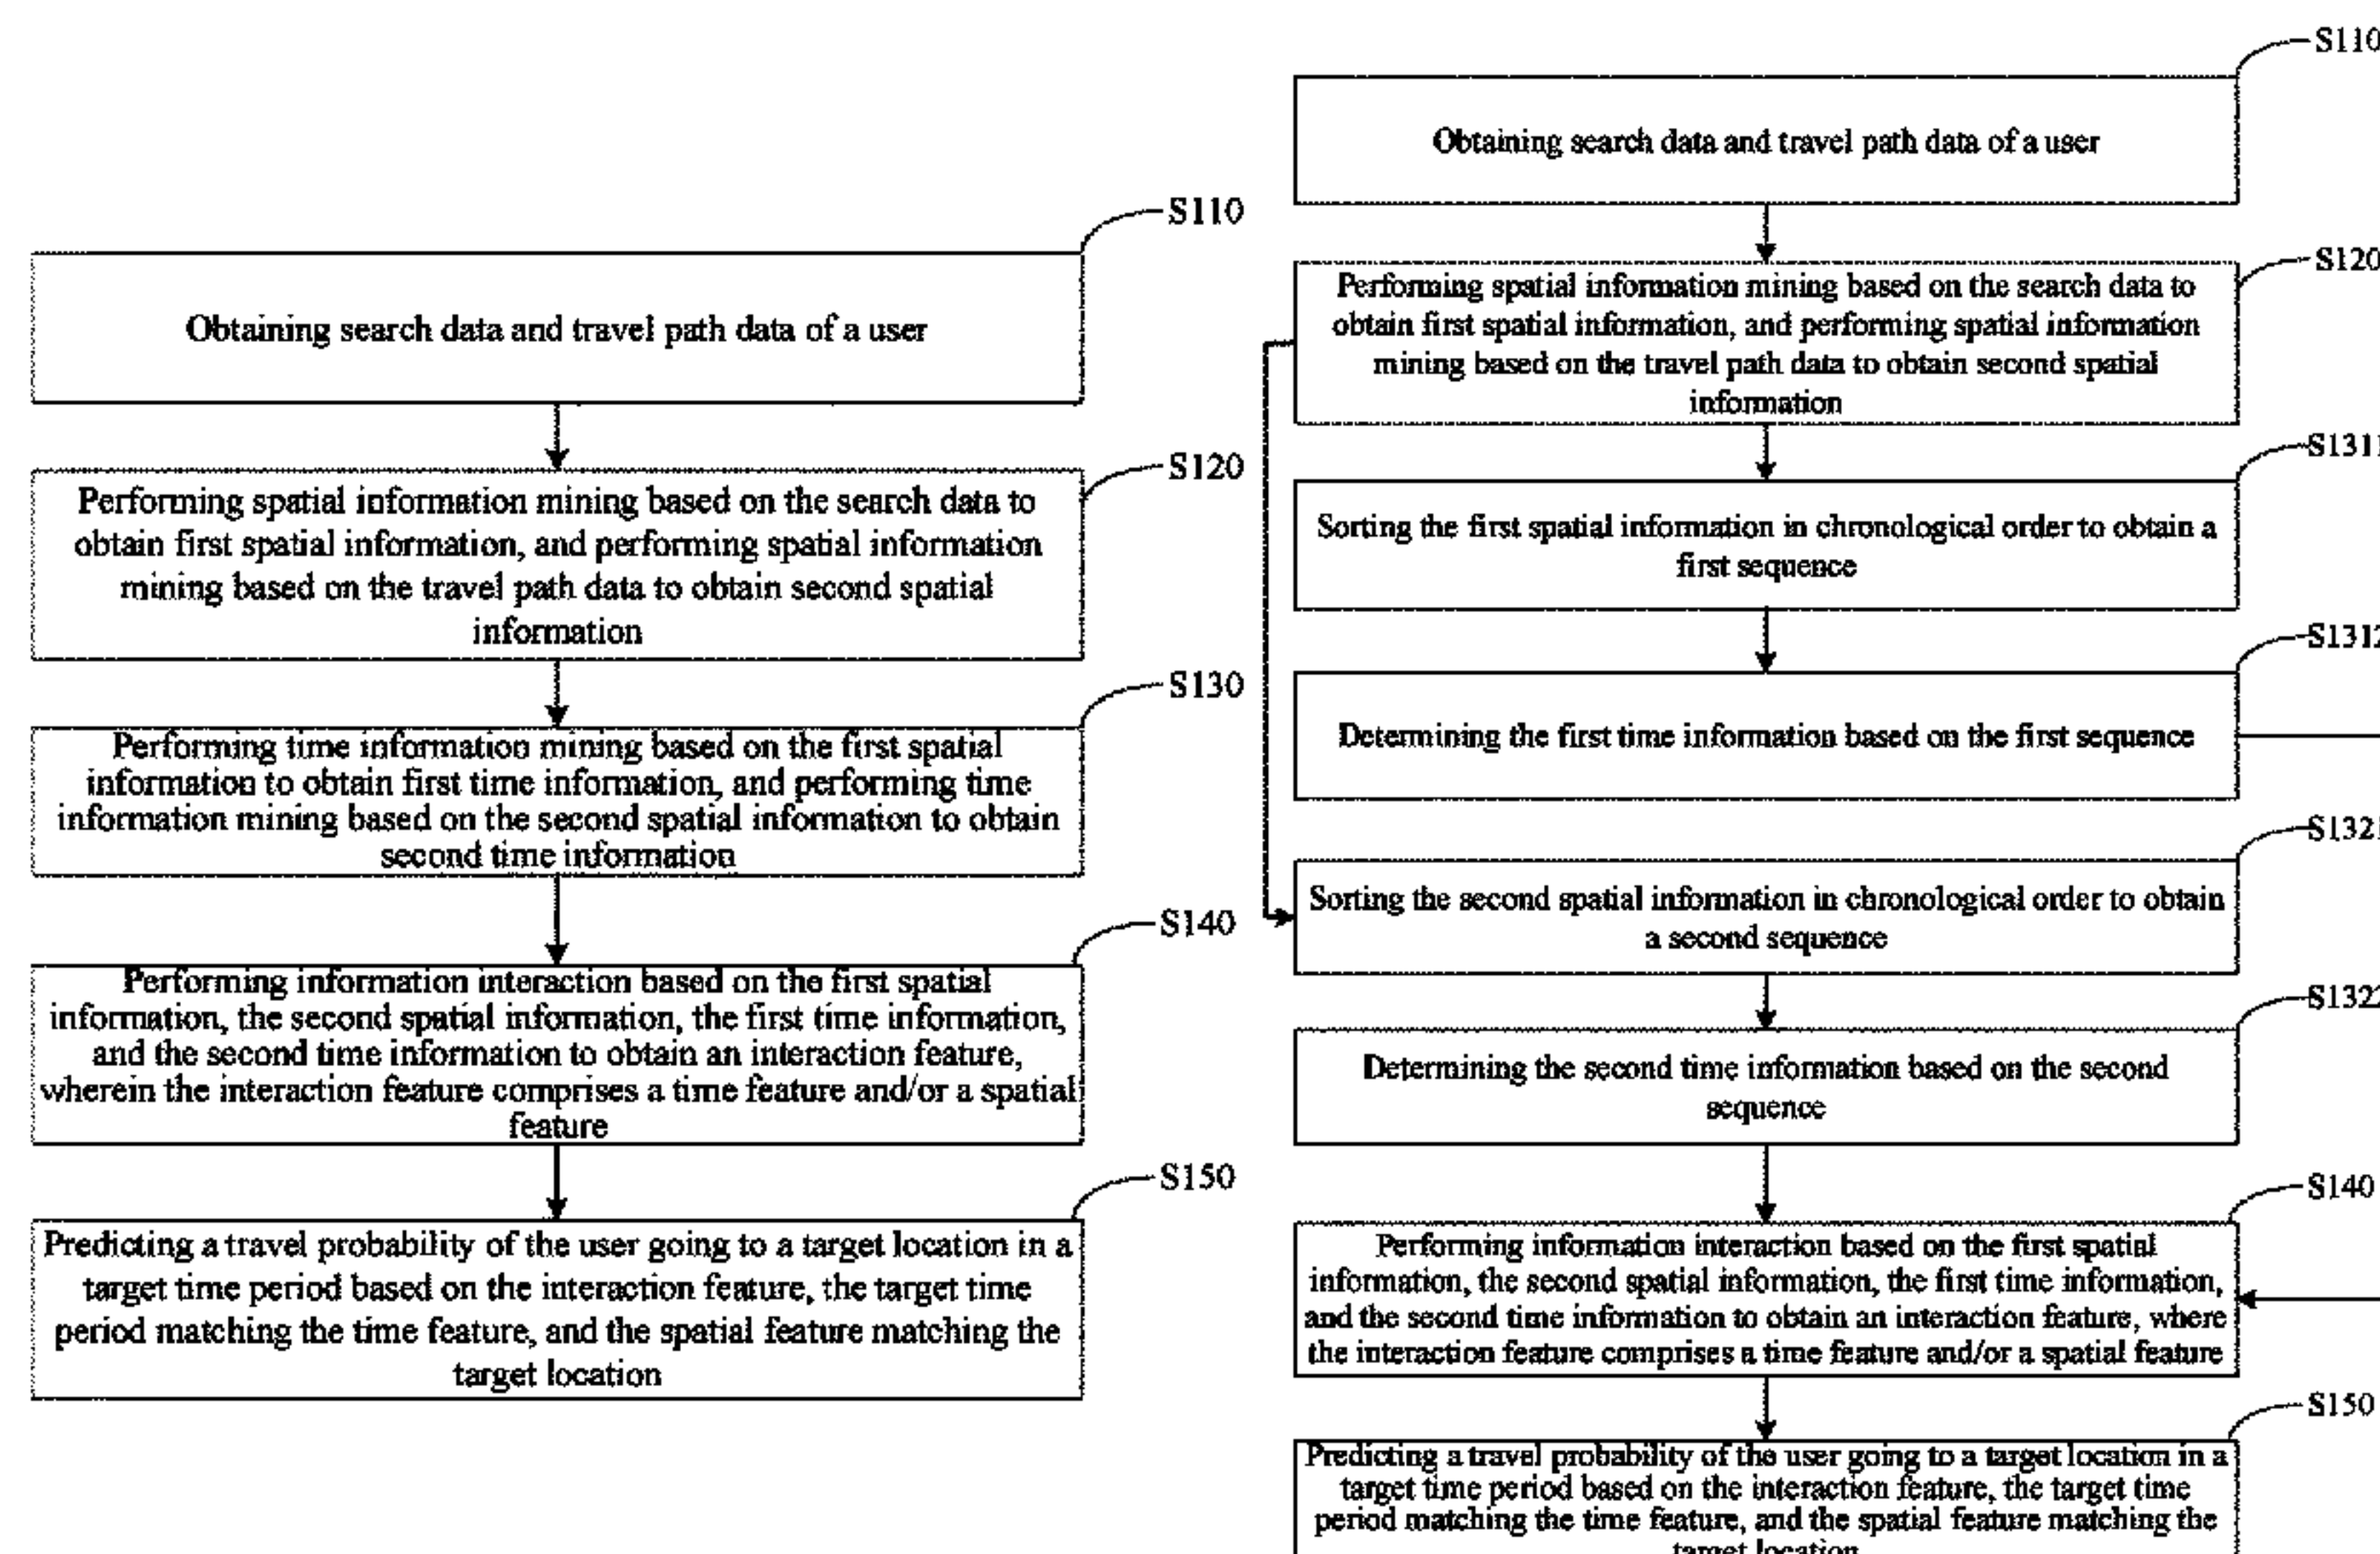 S110
Obtaining search data and travel path data of a user
S120
Performing spatial information mining based on the search data to
obtain first spatial information, and performing spatial information
mining based on the travel path data to obtain second spatial
information
S130
Performing time information mining based on the first spatial
information to obtain first time information, and performing time
information mining based on the second spatial information to obtain
second time information
S140
Performing information interaction based on the first spatial
information, the second spatial information, the first time information,
and the second time information to obtain an interaction feature,
wherein the interaction feature comprises a time feature and/or a spatial
feature
S150
Predicting a travel probability of the user going to a target location in a
target time period based on the interaction feature, the target time
period matching the time feature, and the spatial feature matching the
target location
S110
Obtaining search data and travel path data of a user
S120
Performing spatial information mining based on the search data to
obtain first spatial information, and performing spatial information
mining based on the travel path data to obtain second spatial
information
S1311
Sorting the first spatial information in chronological order to obtain a
first sequence
S1312
Determining the first time information based on the first sequence
S1321
Sorting the second spatial information in chronological order to obtain
a second sequence
S1322
Determining the second time information based on the second
sequence
S140
Performing information interaction based on the first spatial
information, the second spatial information, the first time information,
and the second time information to obtain an interaction feature, where
the interaction feature comprises a time feature and/or a spatial feature
S150
Predicting a travel probability of the user going to a target location in a
target time period based on the interaction feature, the target time
period matching the time feature, and the spatial feature matching the
target location